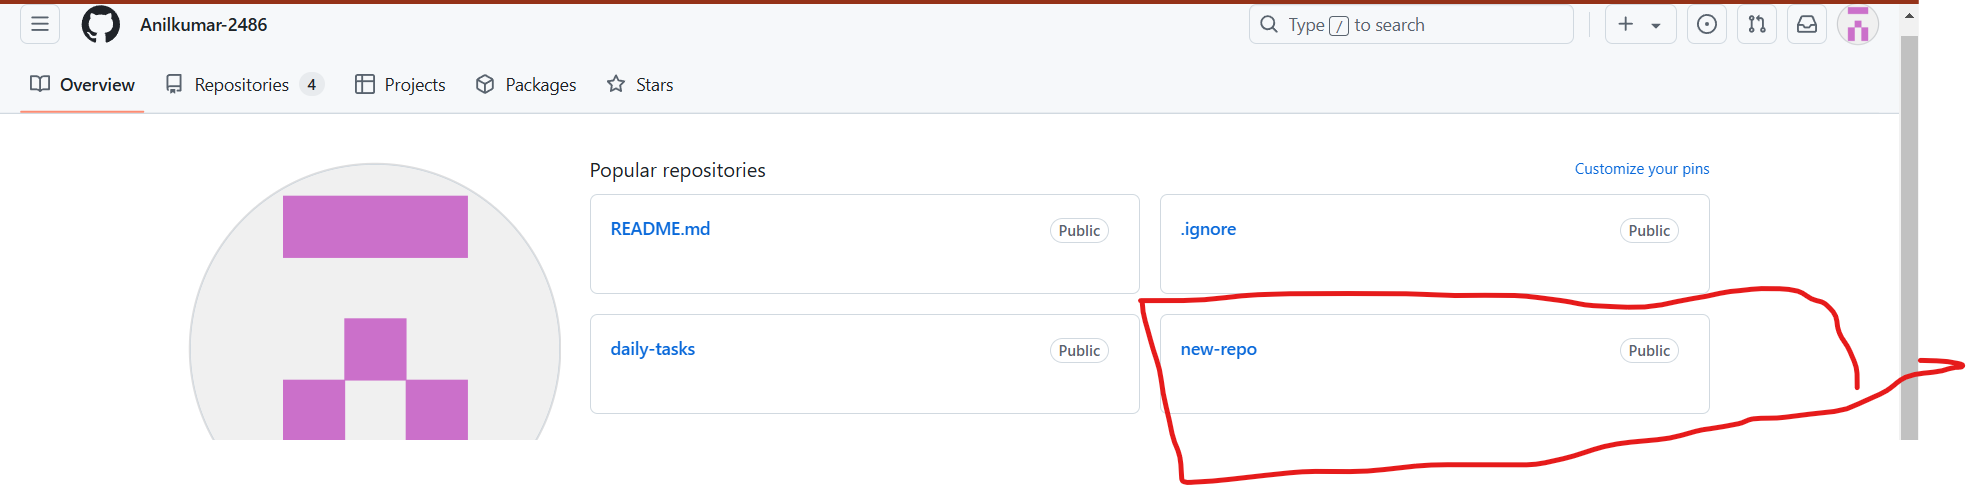 Anilkumar-2486
Type / to search
Overview Repositories 4 Projects Packages Stars
Popular repositories
Customize your pins
README.md Public
.ignore Public
daily-tasks Public
new-repo Public